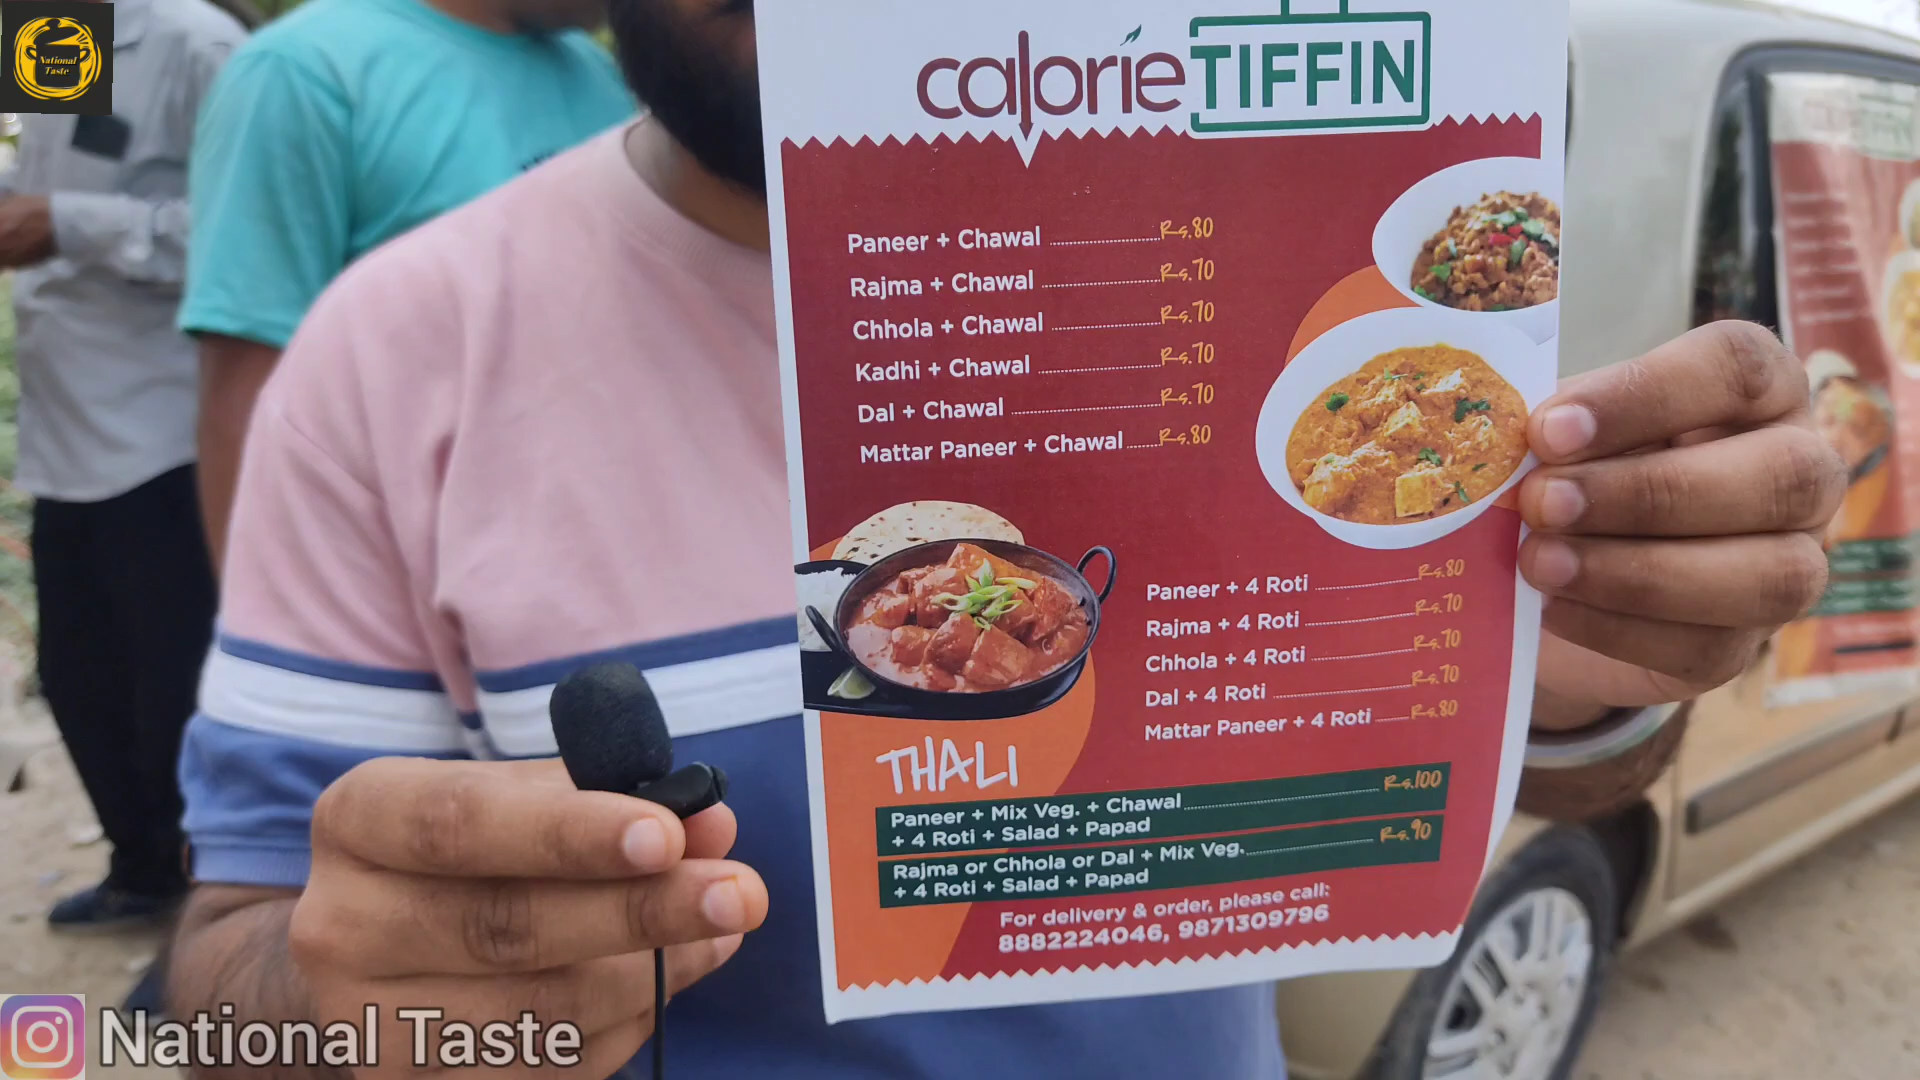 National
Taste
calorie TIFFIN
Paneer + Chawal ........ Rs.80
Rajma + Chawal ........ Rs.70
Chhola + Chawal ........ Rs.70
Kadhi + Chawal ........ Rs.70
Dal + Chawal ........ Rs.70
Mattar Paneer + Chawal ........ Rs.80
Paneer + 4 Roti ........ Rs.80
Rajma + 4 Roti ........ Rs.70
Chhola + 4 Roti ........ Rs.70
Dal + 4 Roti ........ Rs.70
Mattar Paneer + 4 Roti ........ Rs.80
THALI
Paneer + Mix Veg. + Chawal ........ Rs.100
+ 4 Roti + Salad + Papad
Rajma or Chhola or Dal + Mix Veg. ........ Rs.90
+ 4 Roti + Salad + Papad
For delivery & order, please call:
8882224046, 9871309796
National Taste